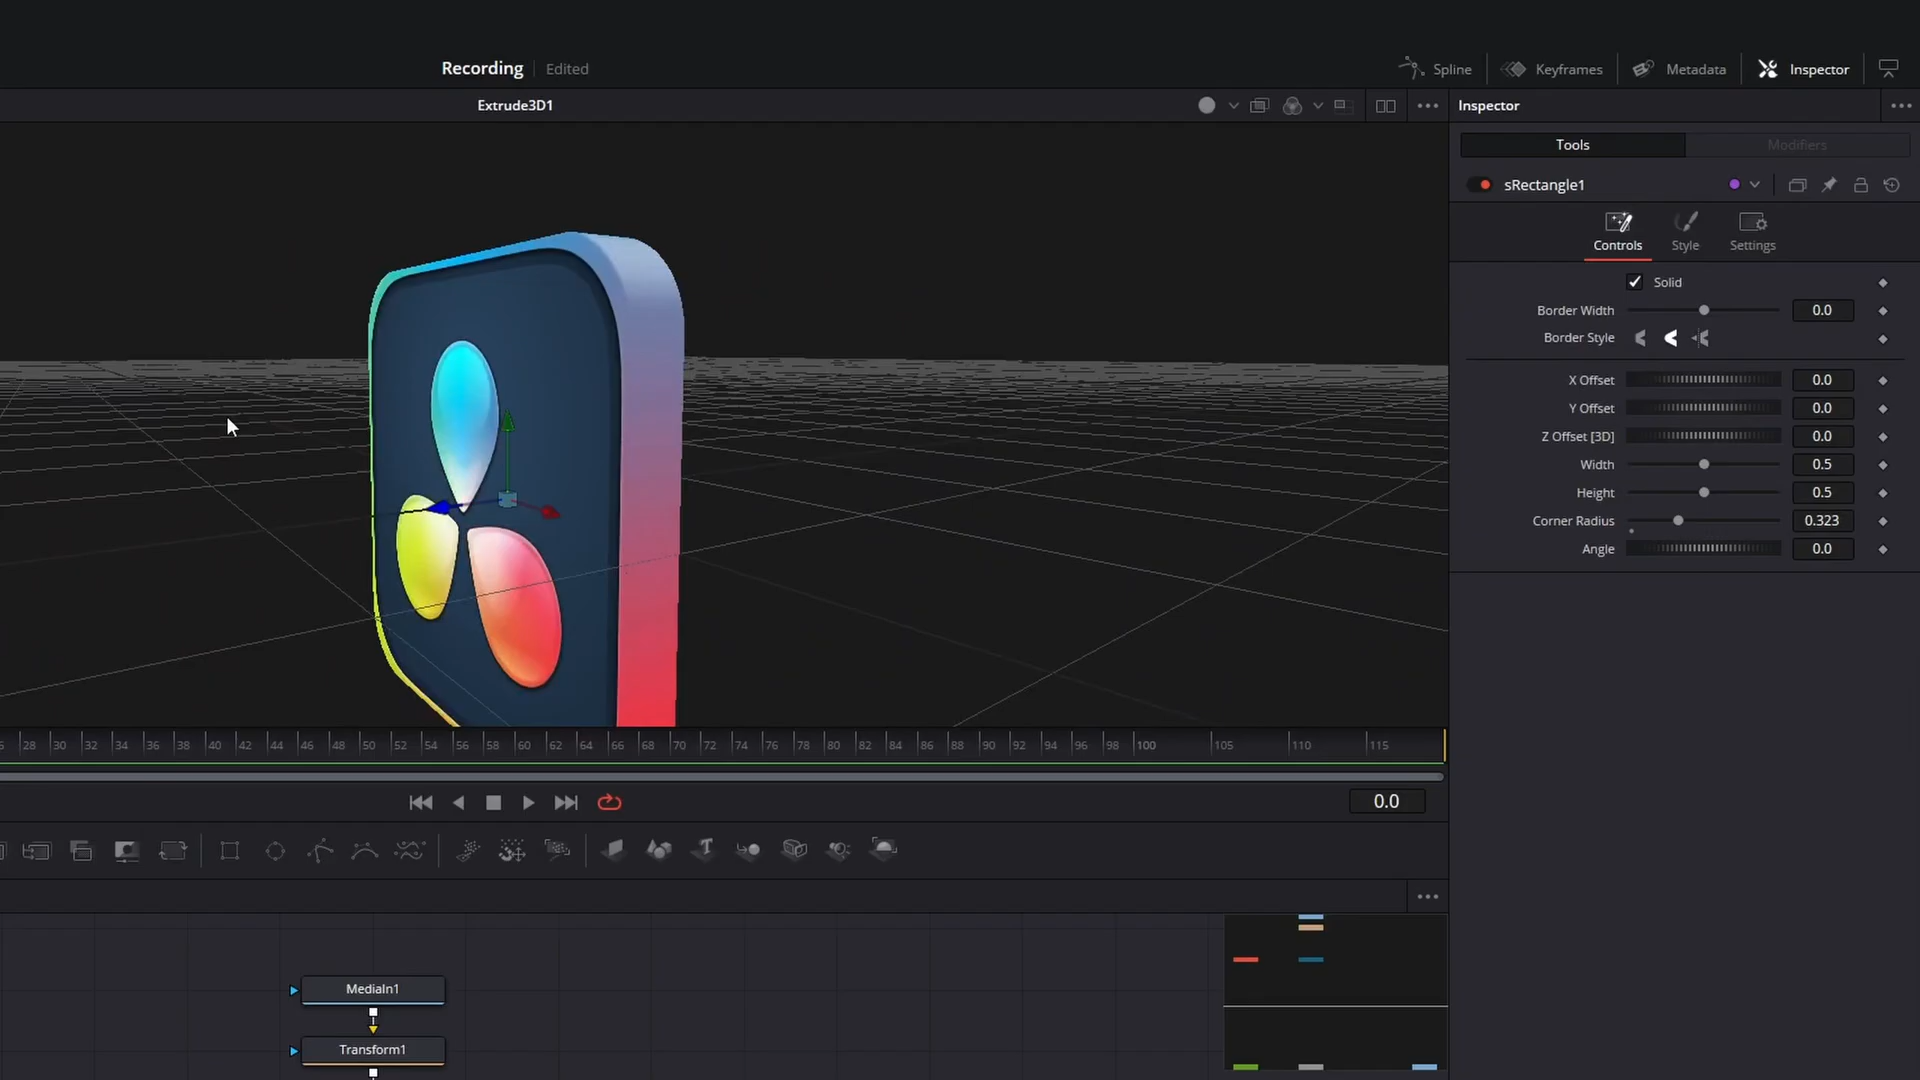 Recording
Edited
Spline
Keyframes
Metadata
Inspector
Extrude3D1
Inspector
Tools
Modifiers
sRectangle1
Controls
Style
Settings
Solid
Border Width
0.0
Border Style
X Offset
0.0
Y Offset
0.0
Z Offset [3D]
0.0
Width
0.5
Height
0.5
Corner Radius
0.323
Angle
0.0
28 30 32 34 36 38 40 42 44 46 48 50 52 54 56 58 60 62 64 66 68 70 72 74 76 78 80 82 84 86 88 90 92 94 96 98 100 105 110 115
0.0
MediaIn1
Transform1